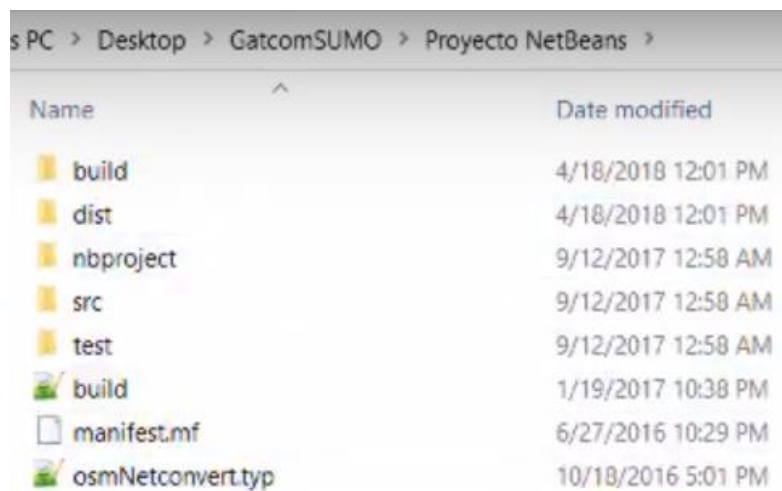 s PC > Desktop > GatcomSUMO > Proyecto NetBeans >
Name Date modified
build 4/18/2018 12:01 PM
dist 4/18/2018 12:01 PM
nbproject 9/12/2017 12:58 AM
src 9/12/2017 12:58 AM
test 9/12/2017 12:58 AM
build 1/19/2017 10:38 PM
manifest.mf 6/27/2016 10:29 PM
osmNetconvert.typ 10/18/2016 5:01 PM